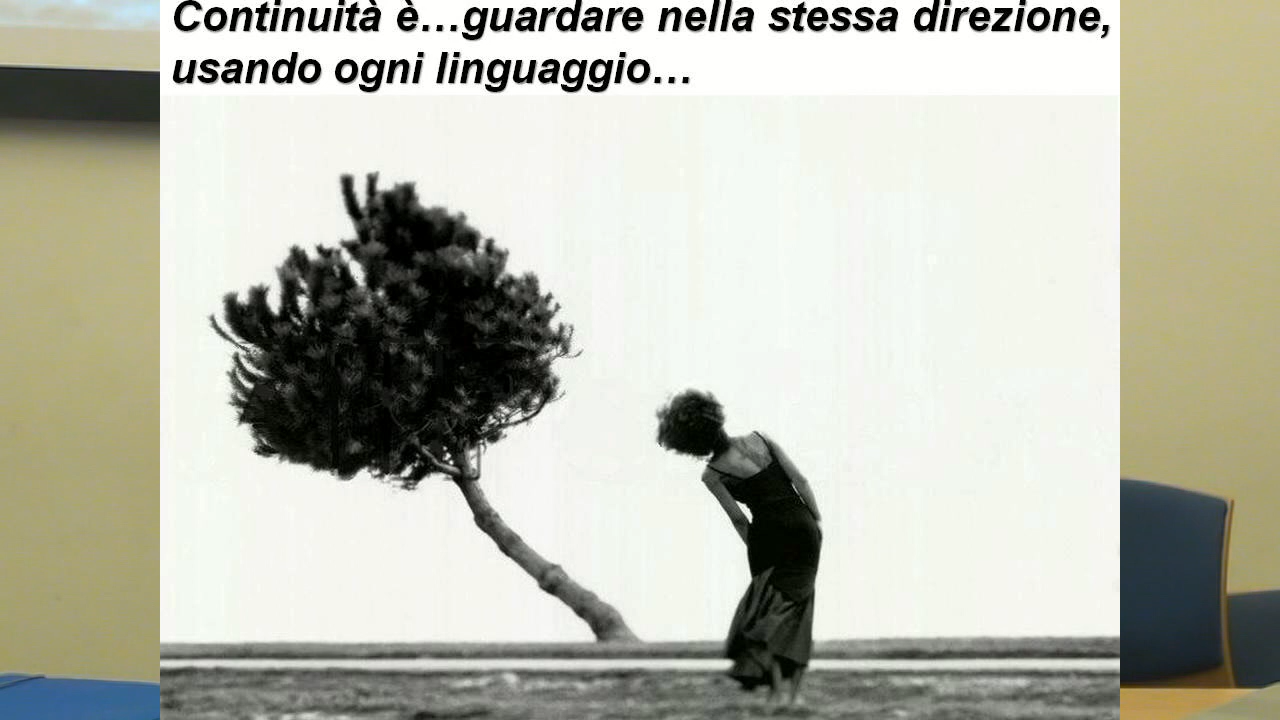 Continuità è…guardare nella stessa direzione,
usando ogni linguaggio…